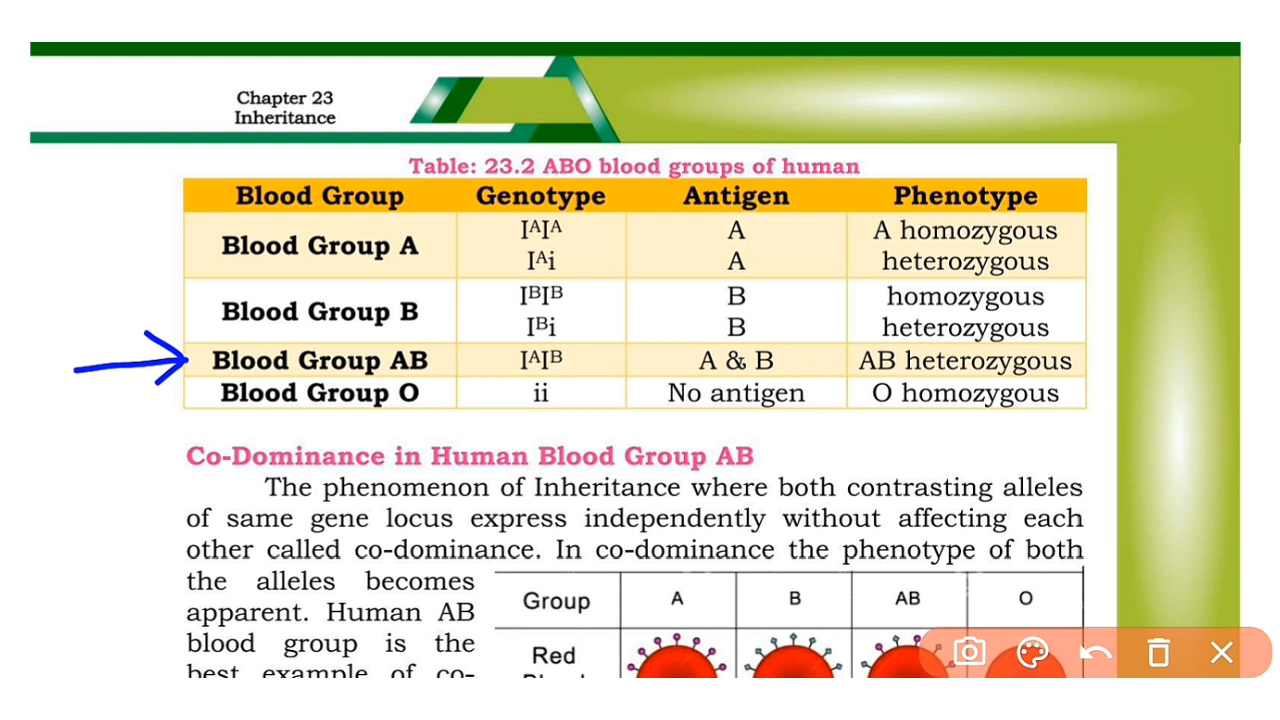 Chapter 23
Inheritance
Table: 23.2 ABO blood groups of human
Blood Group Genotype Antigen Phenotype
Blood Group A
IᴬIᴬ A A homozygous
Iᴬi A heterozygous
Blood Group B
IᴮIᴮ B homozygous
Iᴮi B heterozygous
Blood Group AB IᴬIᴮ A & B AB heterozygous
Blood Group O ii No antigen O homozygous
Co-Dominance in Human Blood Group AB
The phenomenon of Inheritance where both contrasting alleles
of same gene locus express independently without affecting each
other called co-dominance. In co-dominance the phenotype of both
the alleles becomes
apparent. Human AB
blood group is the
best example of co-
Group A B AB O
Red